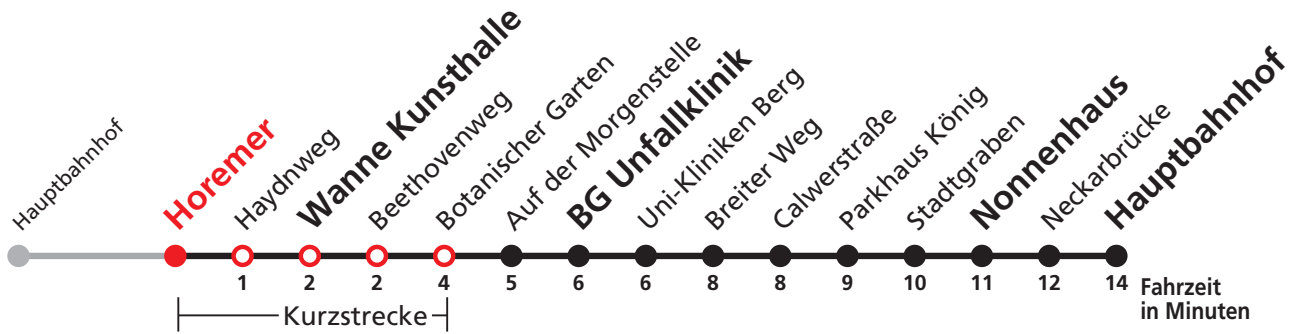 Hauptbahnhof
Horemer
Haydnweg
Wanne Kunsthalle
Beethovenweg
Botanischer Garten
Auf der Morgenstelle
BG Unfallklinik
Uni-Kliniken Berg
Breiter Weg
Calwerstraße
Parkhaus König
Stadtgraben
Nonnenhaus
Neckarbrücke
Hauptbahnhof
1 2 2 4 5 6 6 8 8 9 10 11 12 14
Fahrzeit
in Minuten
Kurzstrecke